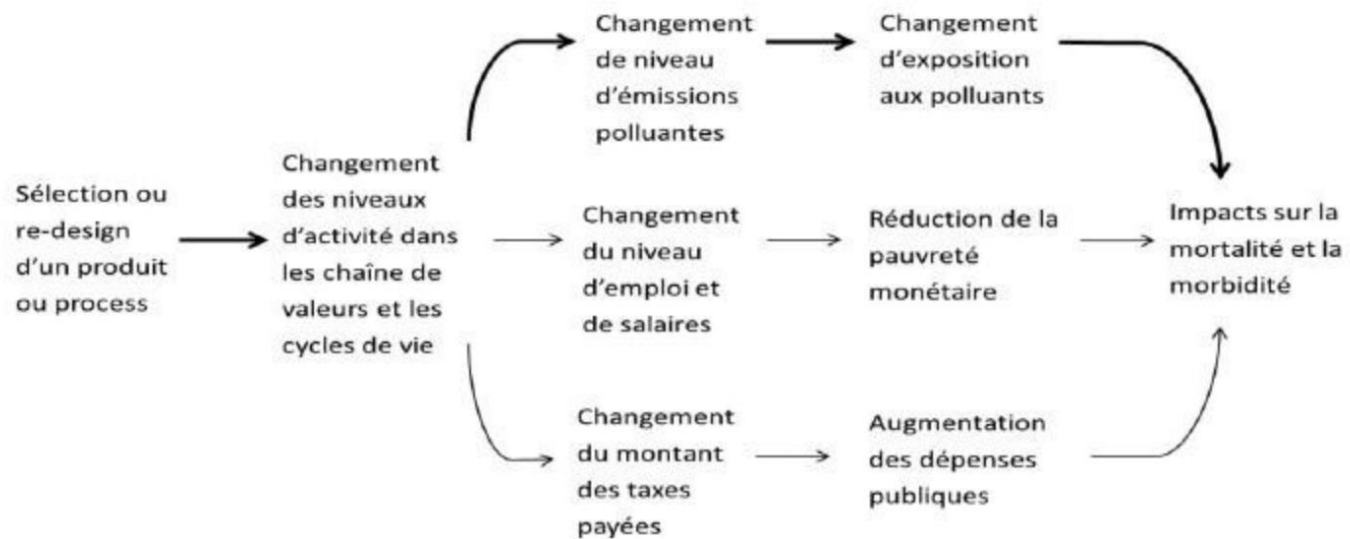 Sélection ou
re-design
d'un produit
ou process
Changement
des niveaux
d'activité dans
les chaîne de
valeurs et les
cycles de vie
Changement
de niveau
d'émissions
polluantes
Changement
d'exposition
aux polluants
Changement
du niveau
d'emploi et
de salaires
Réduction de la
pauvreté
monétaire
Changement
du montant
des taxes
payées
Augmentation
des dépenses
publiques
Impacts sur la
mortalité et la
morbidité